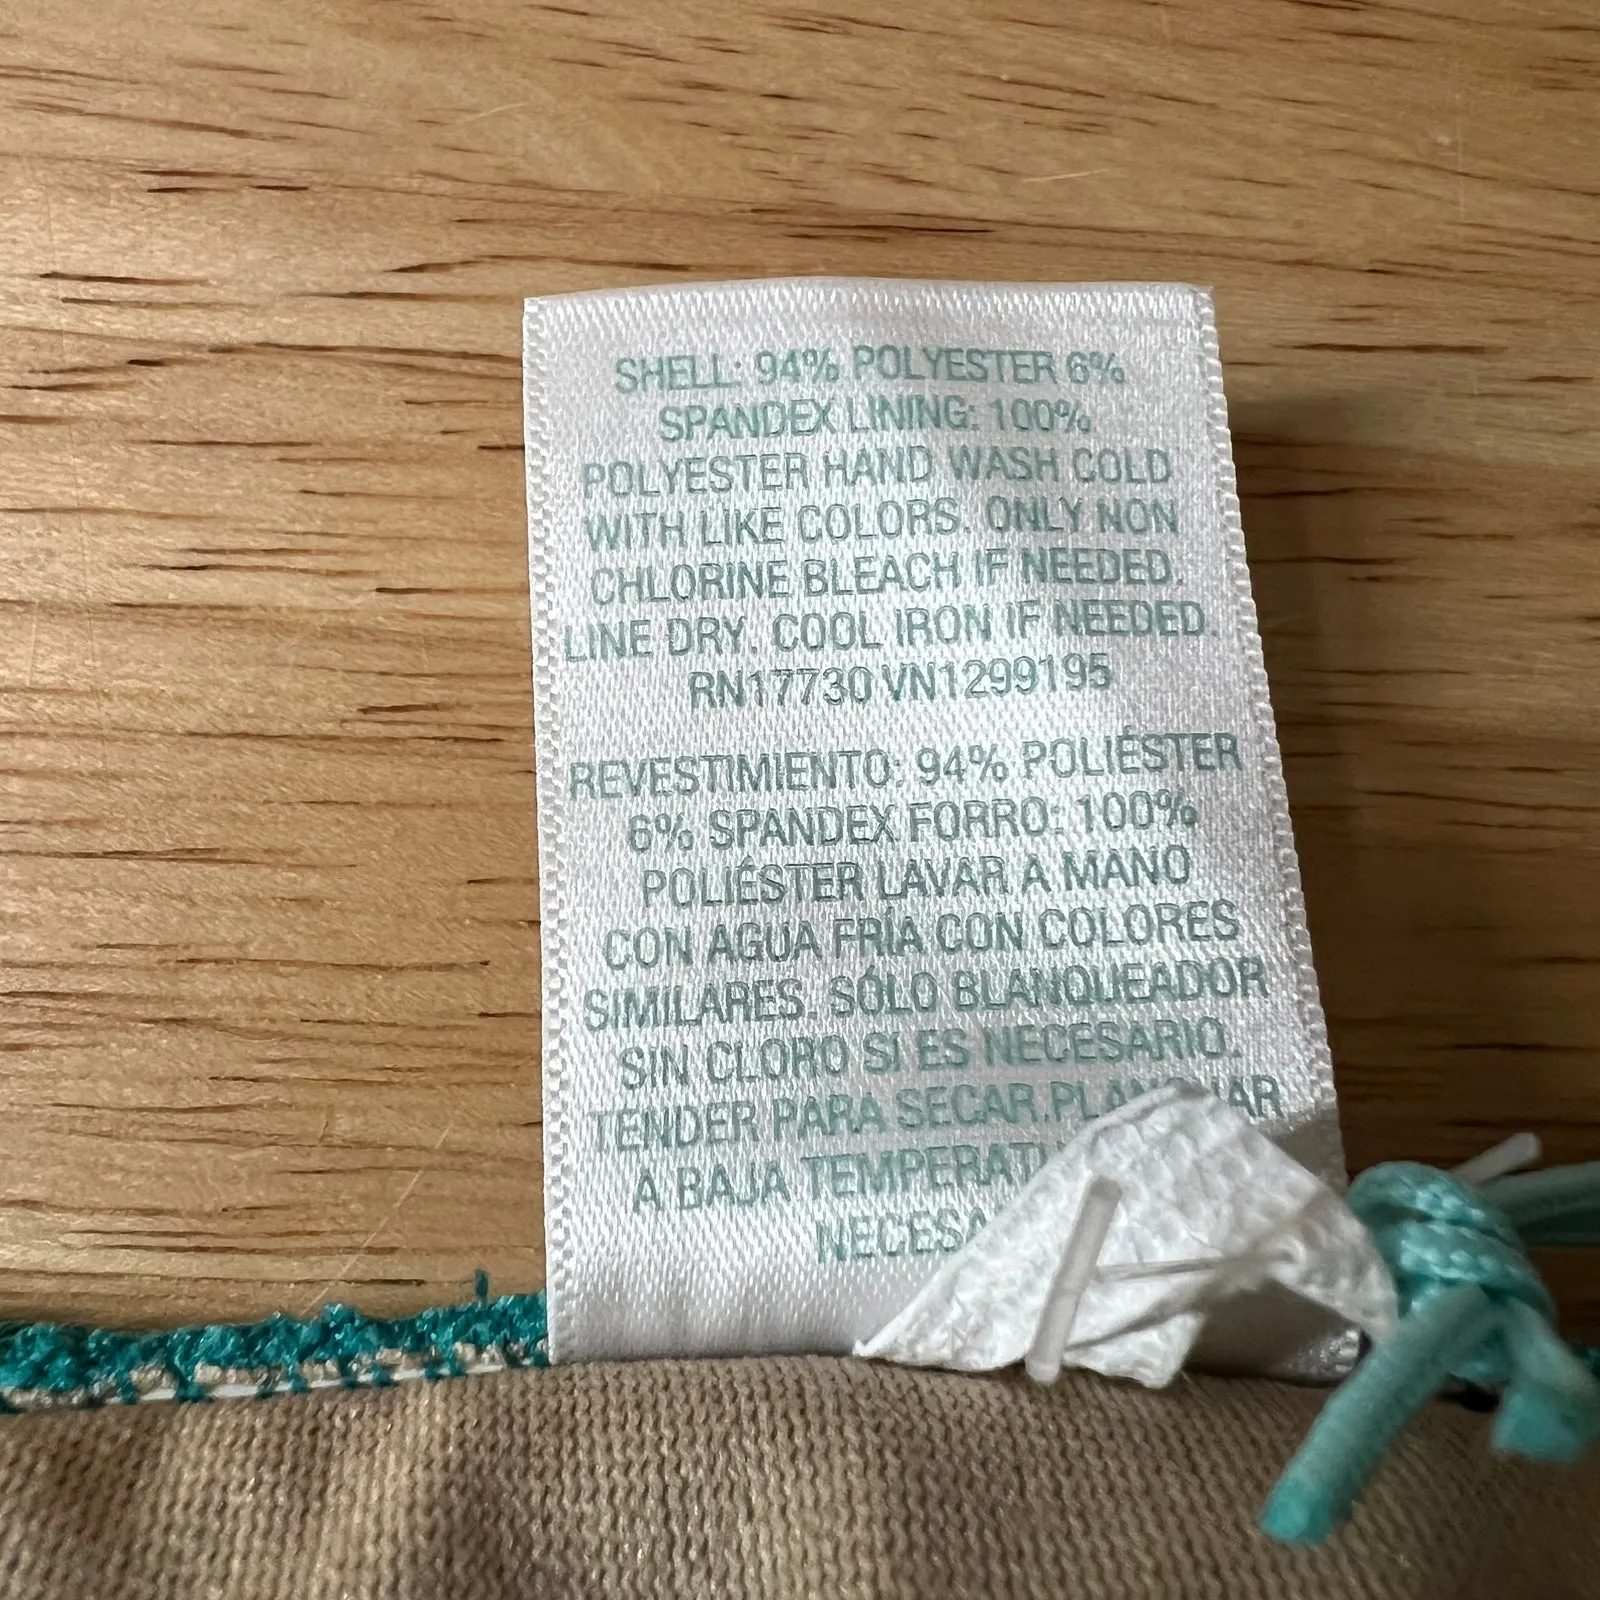 SHELL: 94% POLYESTER 6%
SPANDEX LINING: 100%
POLYESTER HAND WASH COLD
WITH LIKE COLORS. ONLY NON
CHLORINE BLEACH IF NEEDED.
LINE DRY. COOL IRON IF NEEDED.
RN17730 VN1299195
REVESTIMIENTO: 94% POLIÉSTER
6% SPANDEX FORRO: 100%
POLIÉSTER LAVAR A MANO
CON AGUA FRÍA CON COLORES
SIMILARES. SÓLO BLANQUEADOR
SIN CLORO SI ES NECESARIO.
TENDER PARA SECAR.
A BAJA